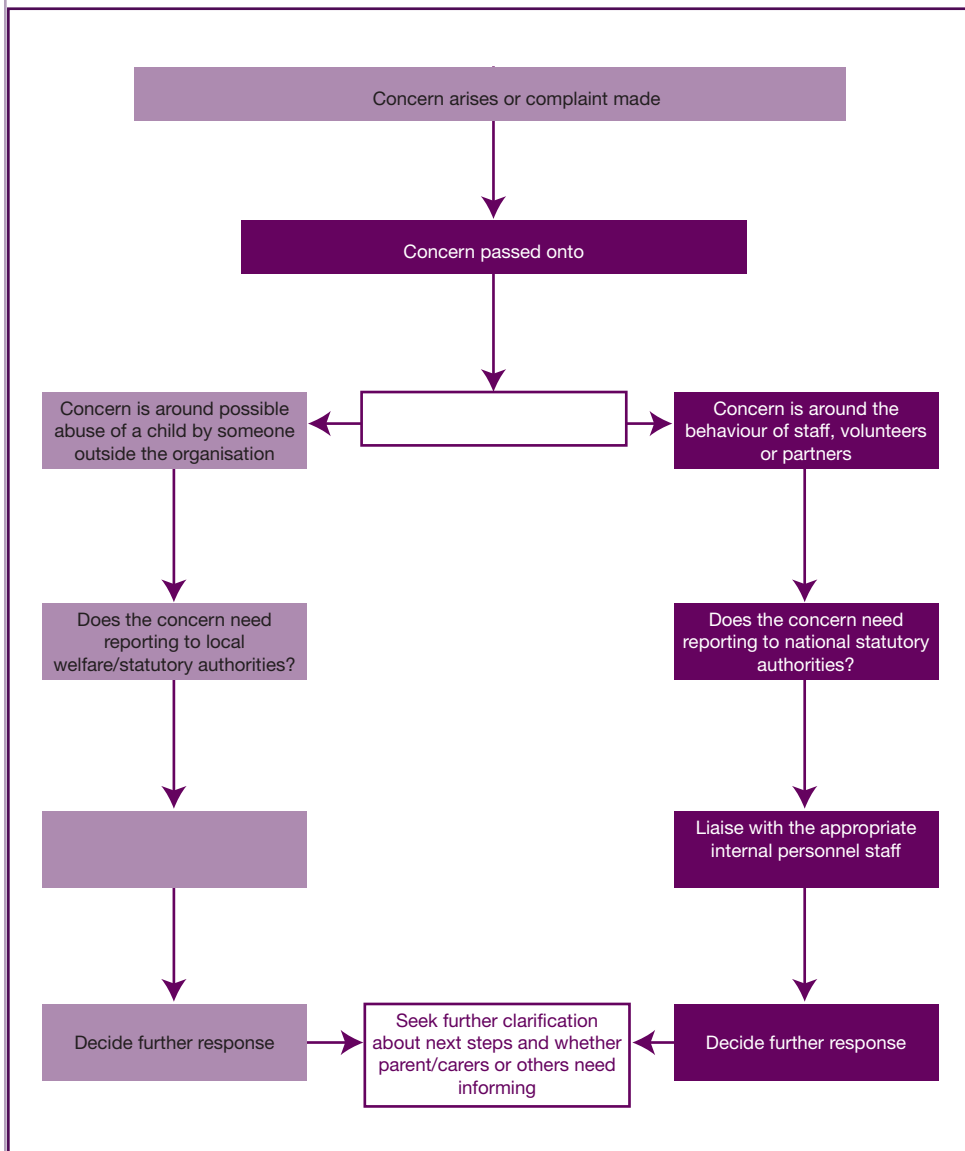 Concern arises or complaint made
Concern passed onto
Concern is around possible
abuse of a child by someone
outside the organisation
Concern is around the
behaviour of staff, volunteers
or partners
Does the concern need
reporting to local
welfare/statutory authorities?
Does the concern need
reporting to national statutory
authorities?
Liaise with the appropriate
internal personnel staff
Decide further response
Seek further clarification
about next steps and whether
parent/carers or others need
informing
Decide further response